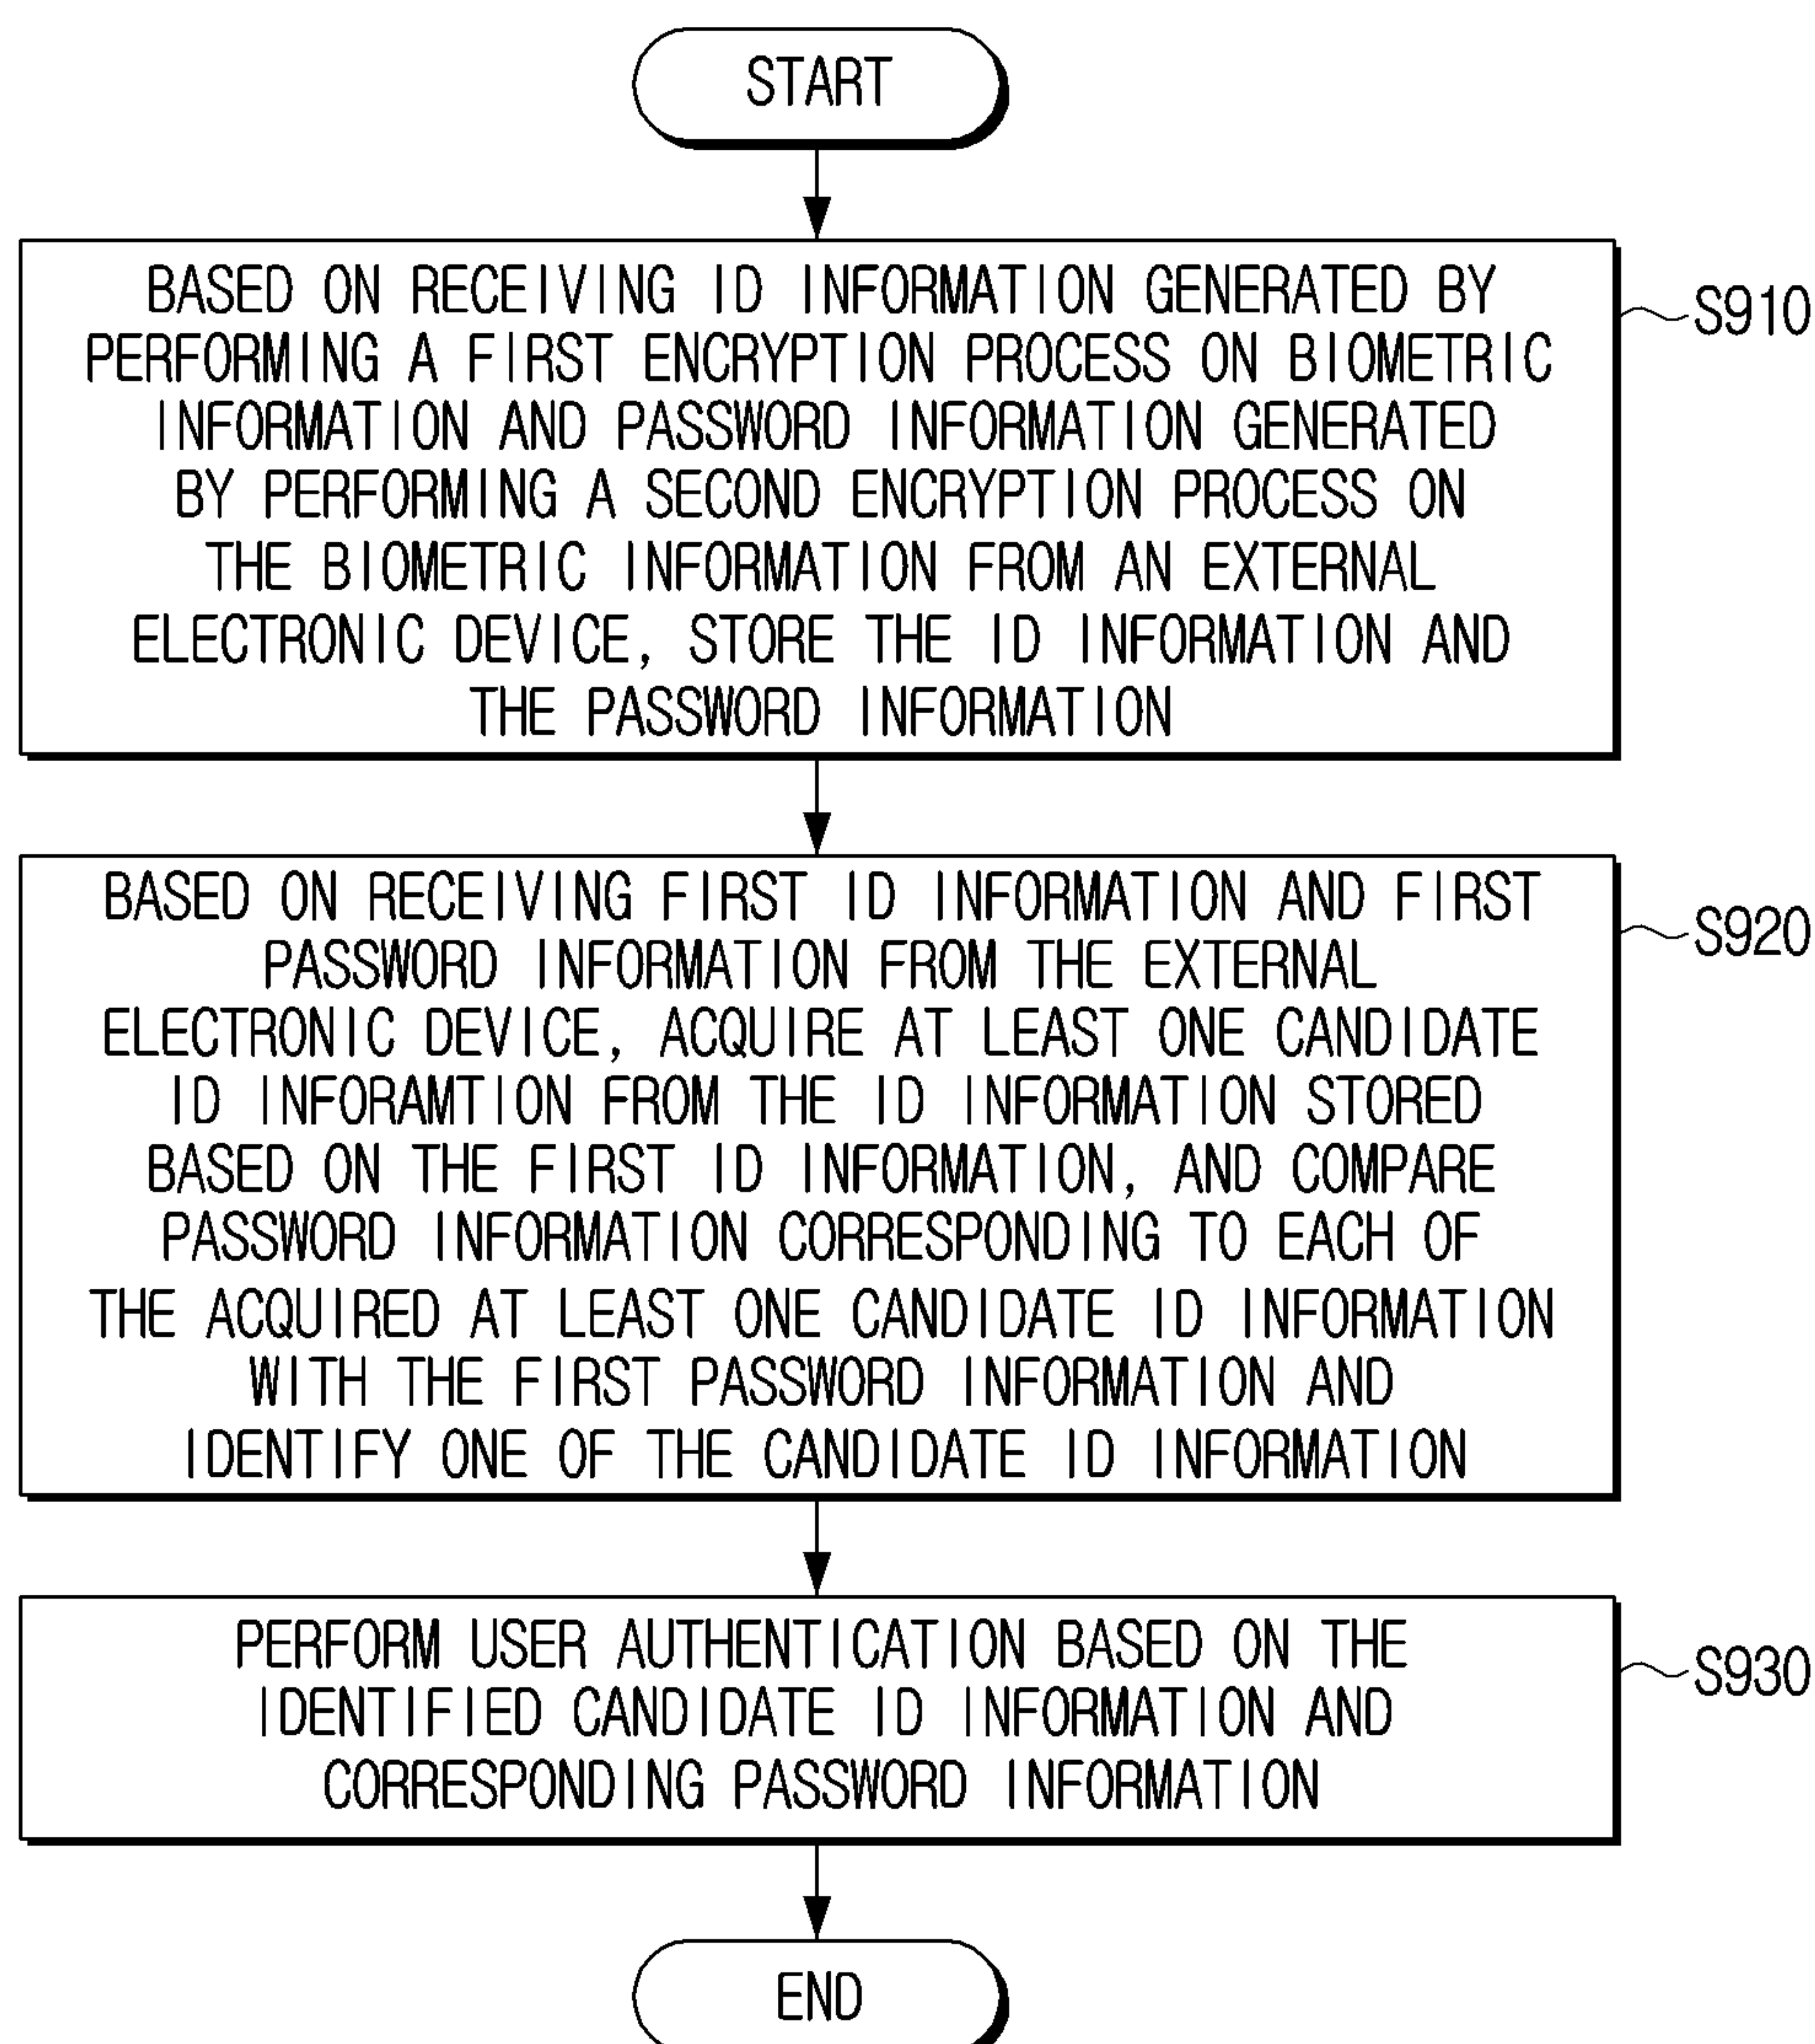 START
BASED ON RECEIVING ID INFORMATION GENERATED BY
PERFORMING A FIRST ENCRYPTION PROCESS ON BIOMETRIC
INFORMATION AND PASSWORD INFORMATION GENERATED
BY PERFORMING A SECOND ENCRYPTION PROCESS ON
THE BIOMETRIC INFORMATION FROM AN EXTERNAL
ELECTRONIC DEVICE, STORE THE ID INFORMATION AND
THE PASSWORD INFORMATION
S910
BASED ON RECEIVING FIRST ID INFORMATION AND FIRST
PASSWORD INFORMATION FROM THE EXTERNAL
ELECTRONIC DEVICE, ACQUIRE AT LEAST ONE CANDIDATE
ID INFORAMTION FROM THE ID INFORMATION STORED
BASED ON THE FIRST ID INFORMATION, AND COMPARE
PASSWORD INFORMATION CORRESPONDING TO EACH OF
THE ACQUIRED AT LEAST ONE CANDIDATE ID INFORMATION
WITH THE FIRST PASSWORD INFORMATION AND
IDENTIFY ONE OF THE CANDIDATE ID INFORMATION
S920
PERFORM USER AUTHENTICATION BASED ON THE
IDENTIFIED CANDIDATE ID INFORMATION AND
CORRESPONDING PASSWORD INFORMATION
S930
END